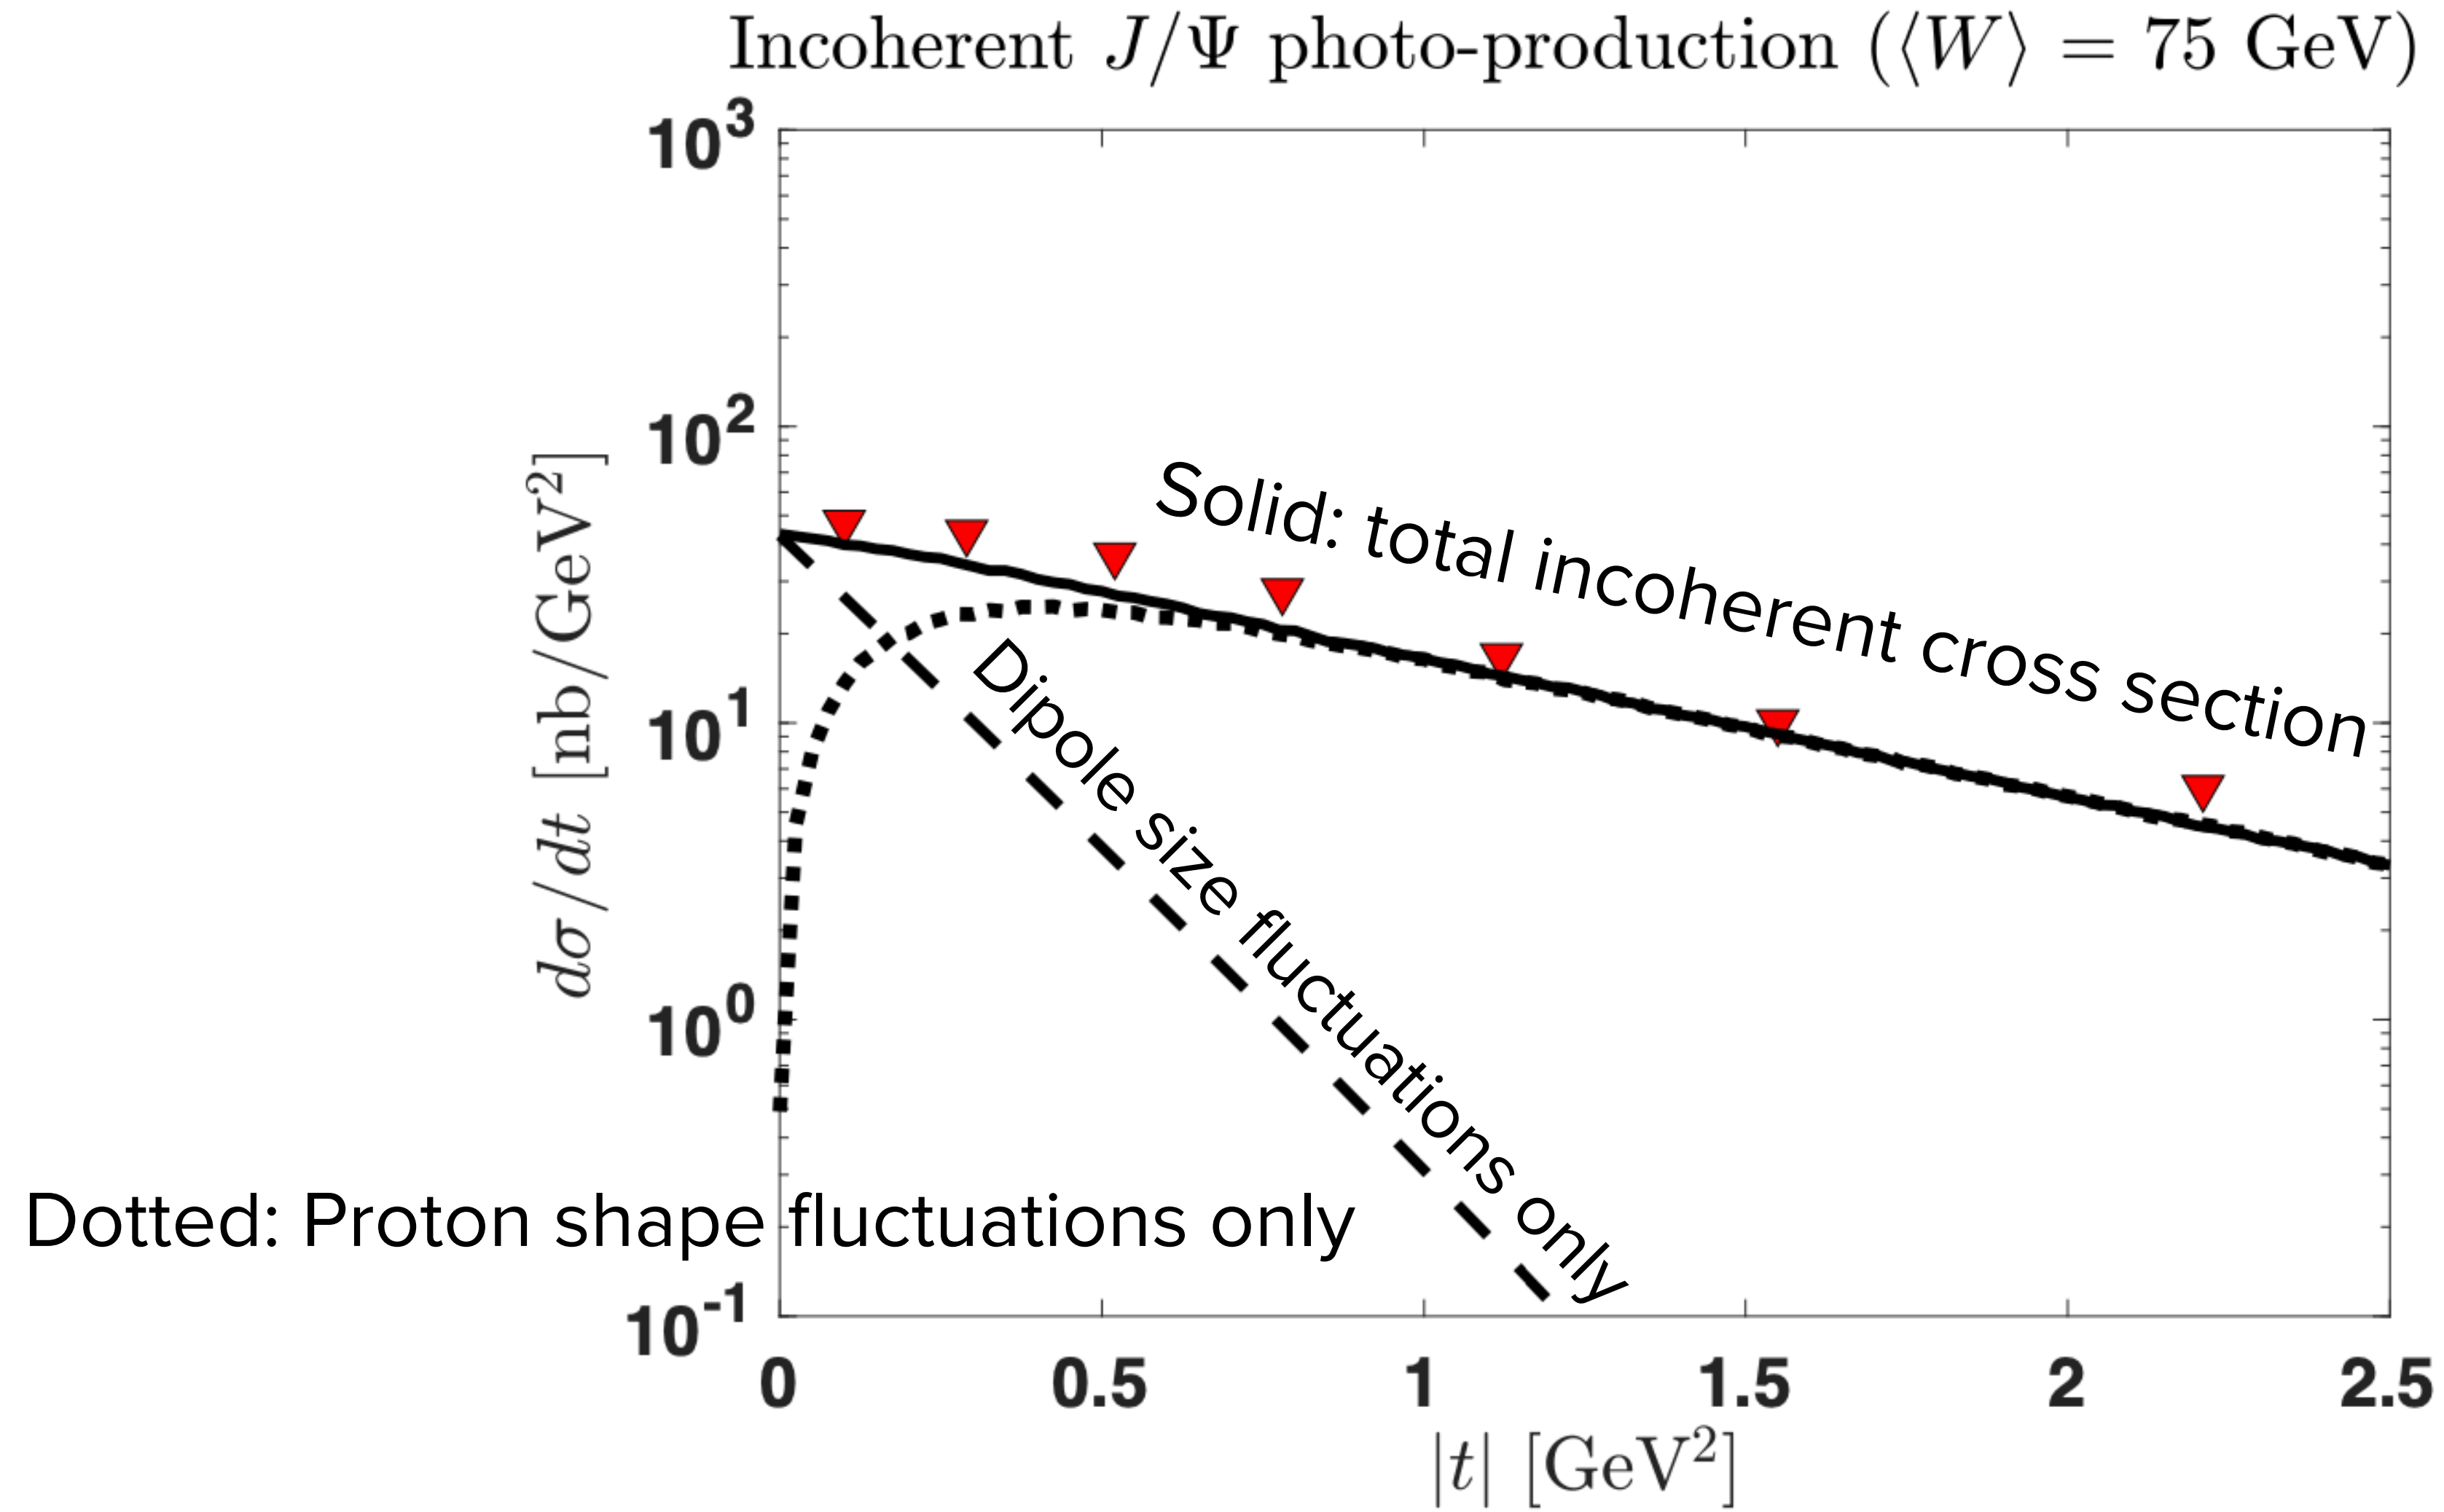 Incoherent J/Ψ photo-production (⟨W⟩ = 75 GeV)
10³
10²
10¹
10⁰
10⁻¹
dσ/dt [nb/GeV²]
Solid: total incoherent cross section
Dipole size fluctuations only
Dotted: Proton shape fluctuations only
0 0.5 1 1.5 2 2.5
|t| [GeV²]